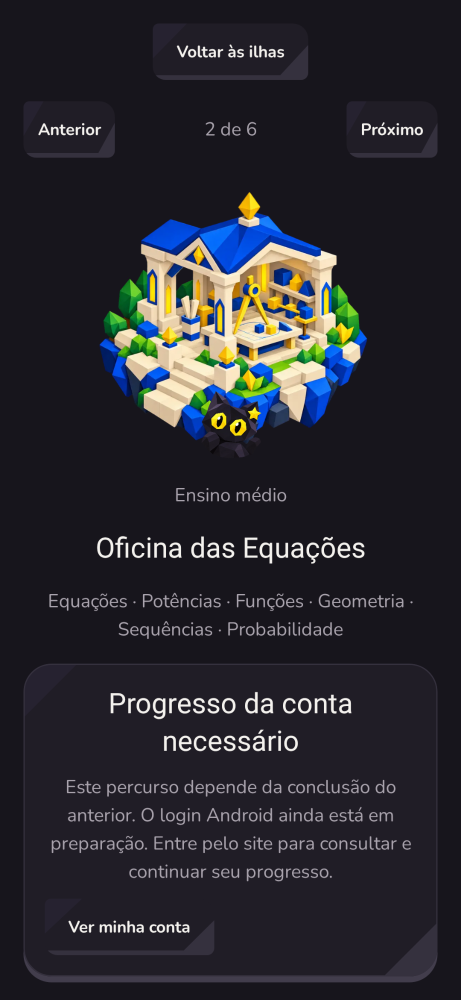 Voltar às ilhas
Anterior
2 de 6
Próximo
Ensino médio
Oficina das Equações
Equações · Potências · Funções · Geometria ·
Sequências · Probabilidade
Progresso da conta
necessário
Este percurso depende da conclusão do
anterior. O login Android ainda está em
preparação. Entre pelo site para consultar e
continuar seu progresso.
Ver minha conta